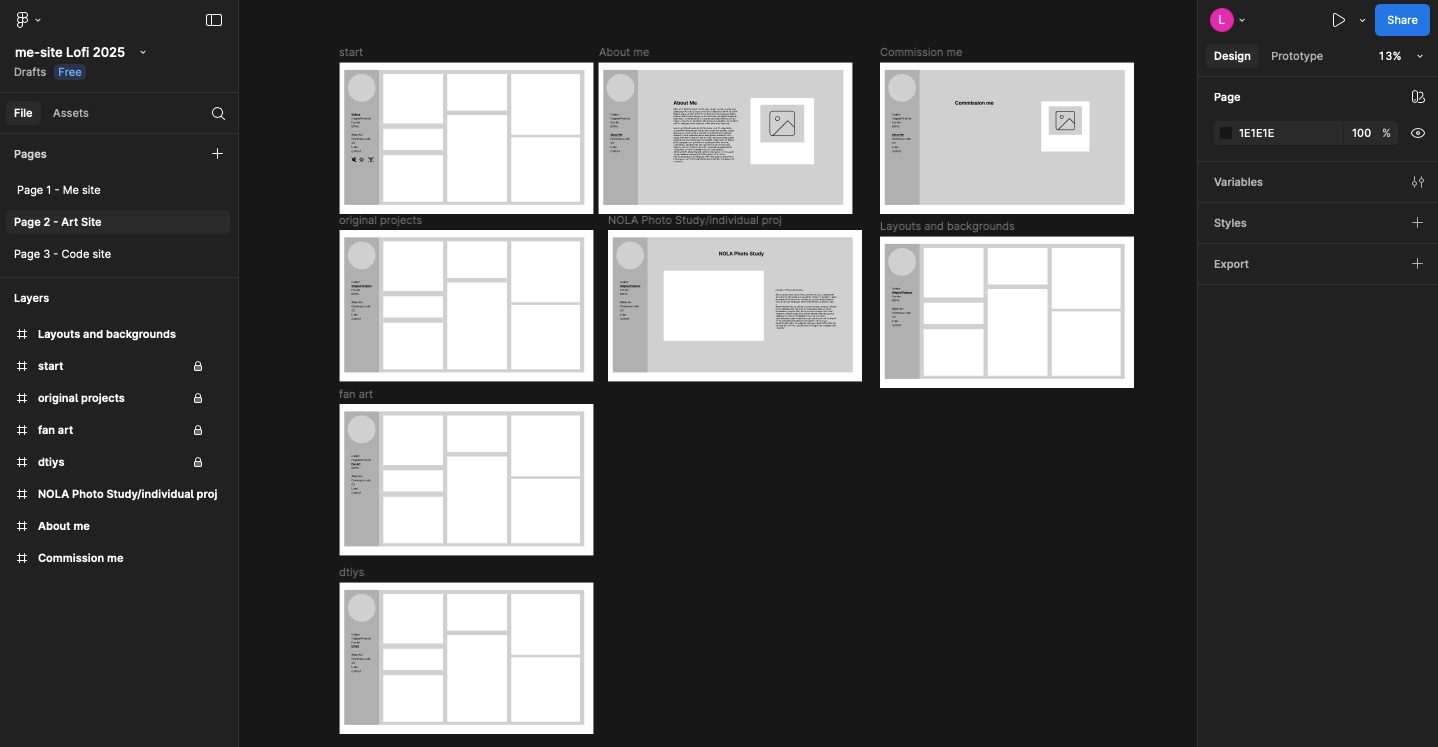 me-site Lofi 2025
Drafts Free
File Assets
Pages
Page 1 - Me site
Page 2 - Art Site
Page 3 - Code site
Layers
Layouts and backgrounds
start
original projects
fan art
dtiys
NOLA Photo Study/individual proj
About me
Commission me
start
About me
Commission me
About Me
Commission me
original projects
NOLA Photo Study/individual proj
Layouts and backgrounds
NOLA Photo Study
fan art
dtiys
L
Share
Design Prototype 13%
Page
1E1E1E 100 %
Variables
Styles
Export